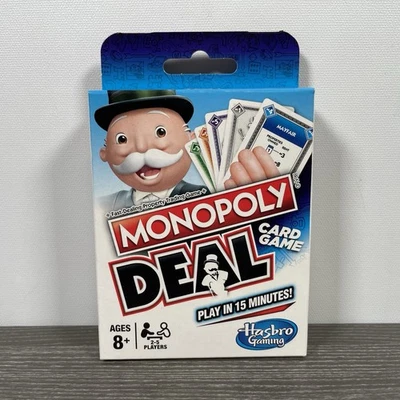 MAYFAIR
Fast-Dealing Property Trading Game
MONOPOLY
DEAL
CARD
GAME
PLAY IN 15 MINUTES!
AGES
8+
2-5
PLAYERS
Hasbro
Gaming